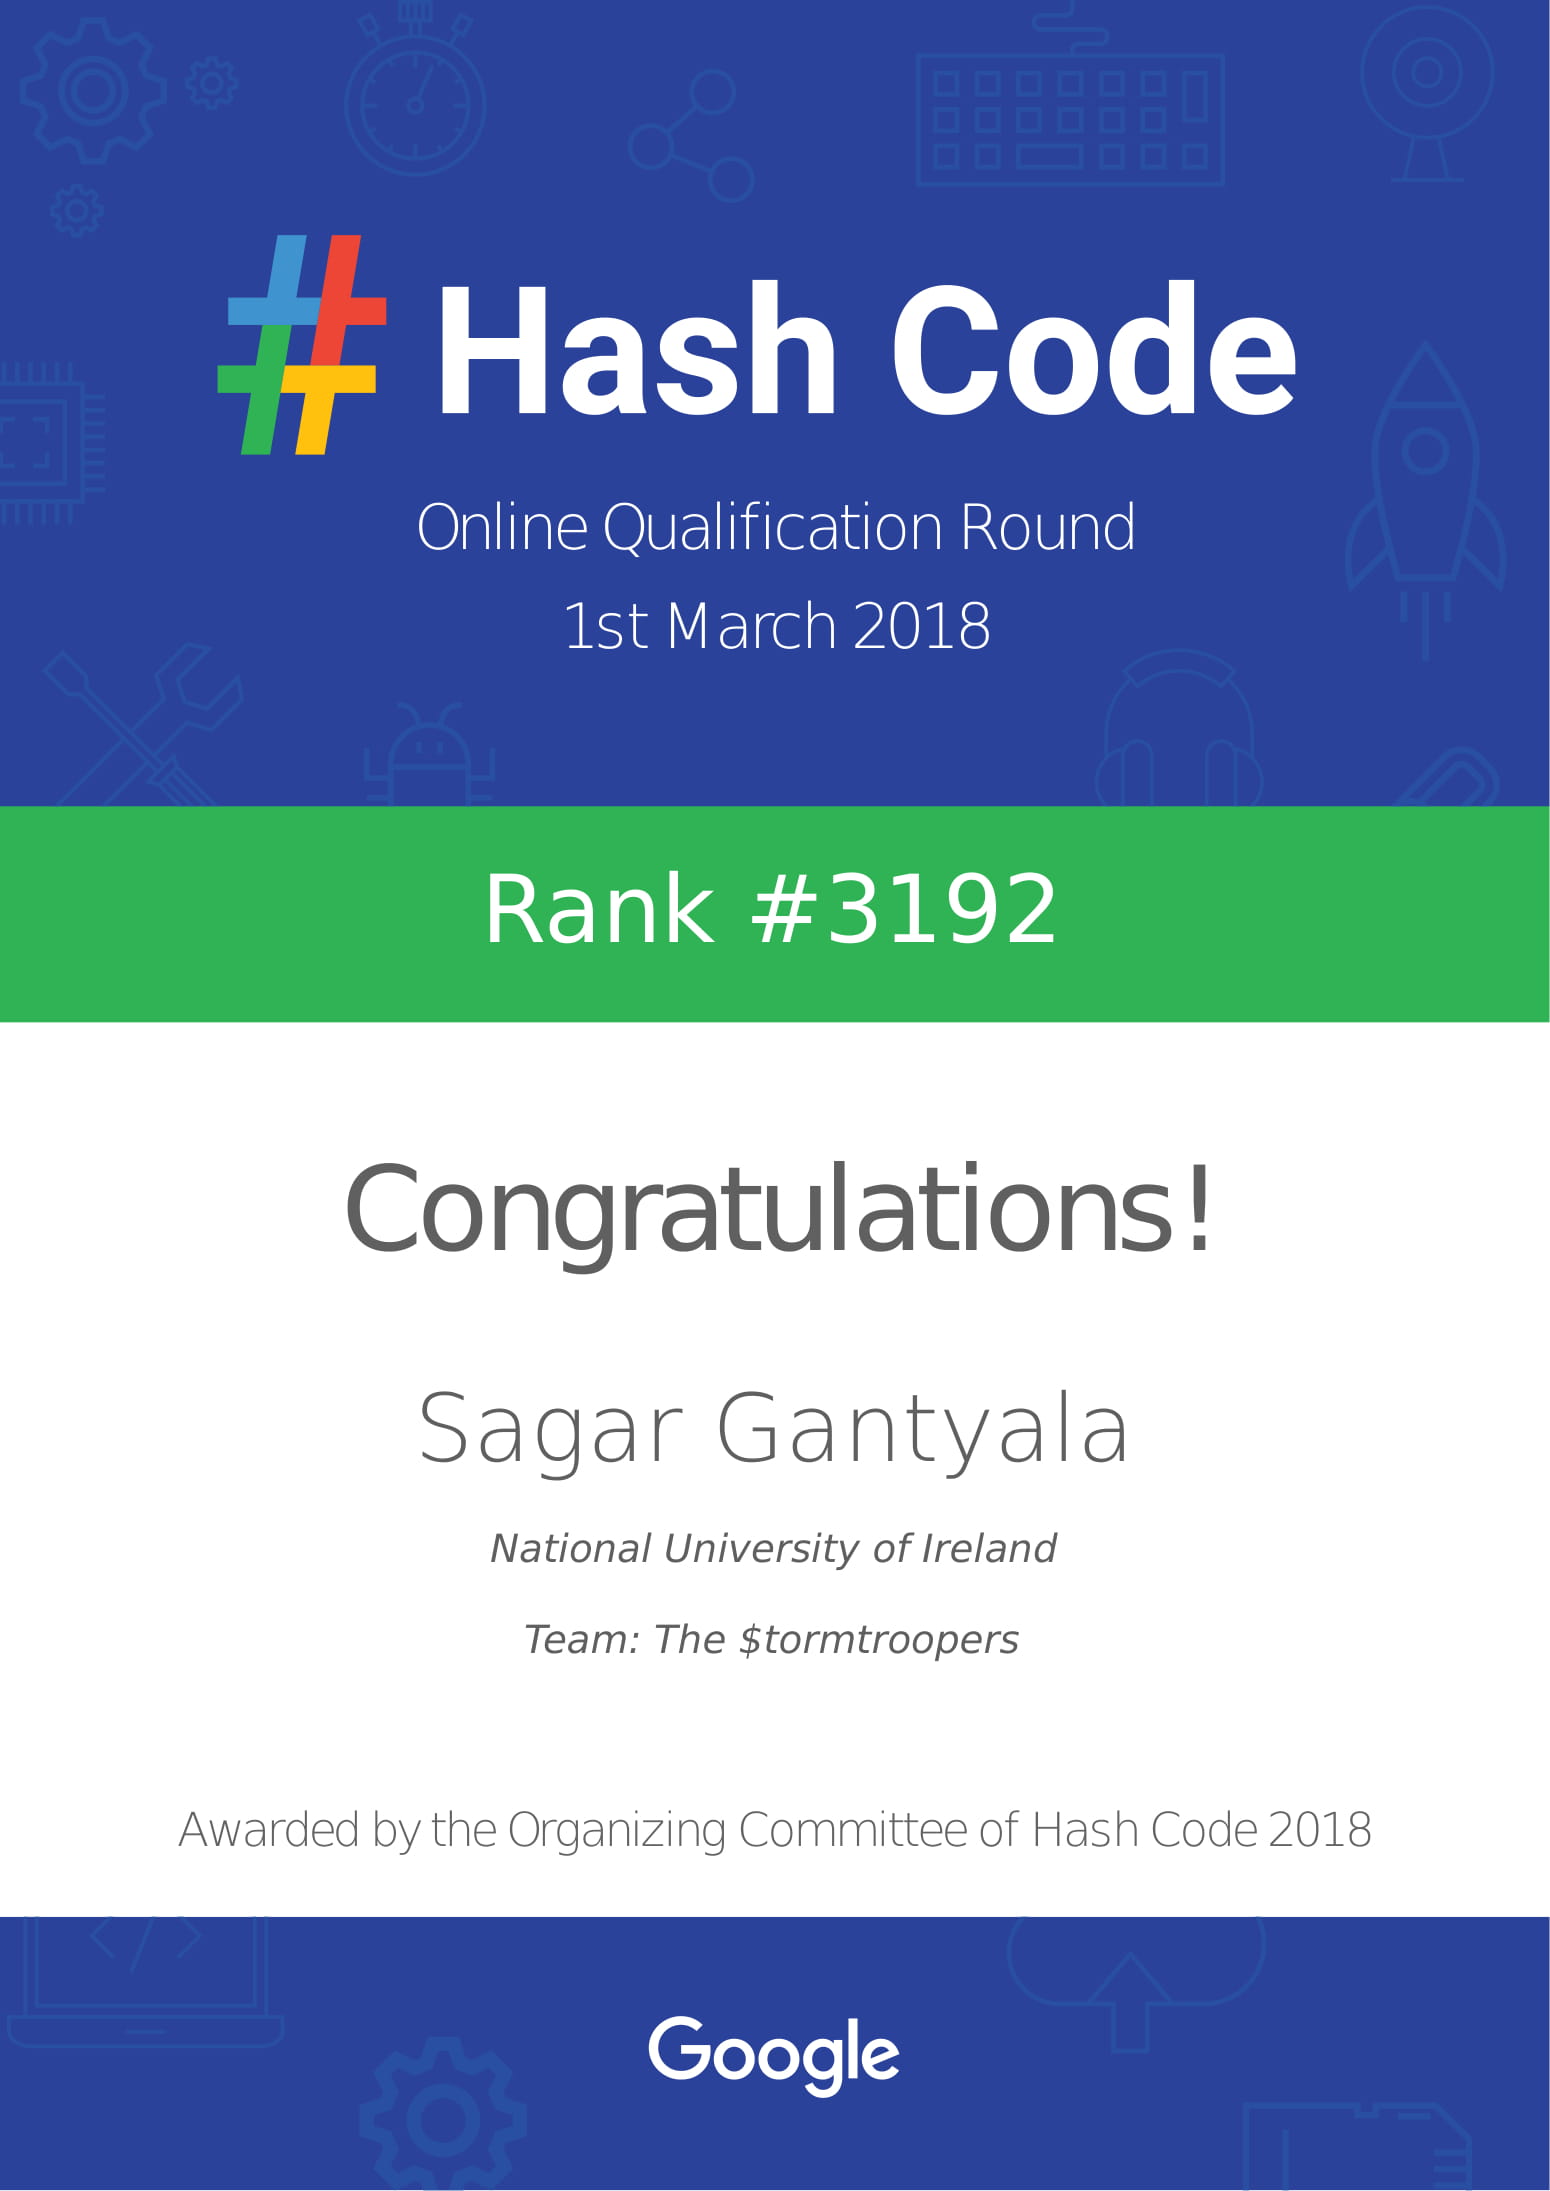 # Hash Code
Online Qualification Round
1st March 2018
Rank #3192
Congratulations!
Sagar Gantyala
National University of Ireland
Team: The $tormtroopers
Awarded by the Organizing Committee of Hash Code 2018
Google